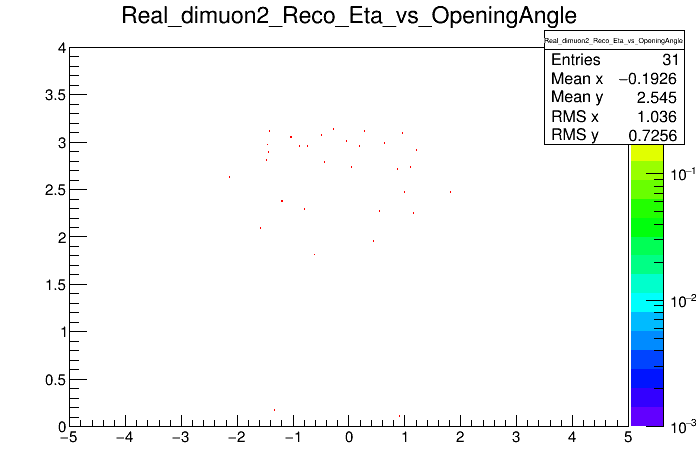 Real_dimuon2_Reco_Eta_vs_OpeningAngle
Real_dimuon2_Reco_Eta_vs_OpeningAngle
Entries 31
Mean x −0.1926
Mean y 2.545
RMS x 1.036
RMS y 0.7256
4
3.5
3
2.5
2
1.5
1
0.5
0
−5 −4 −3 −2 −1 0 1 2 3 4 5
10−1
10−2
10−3